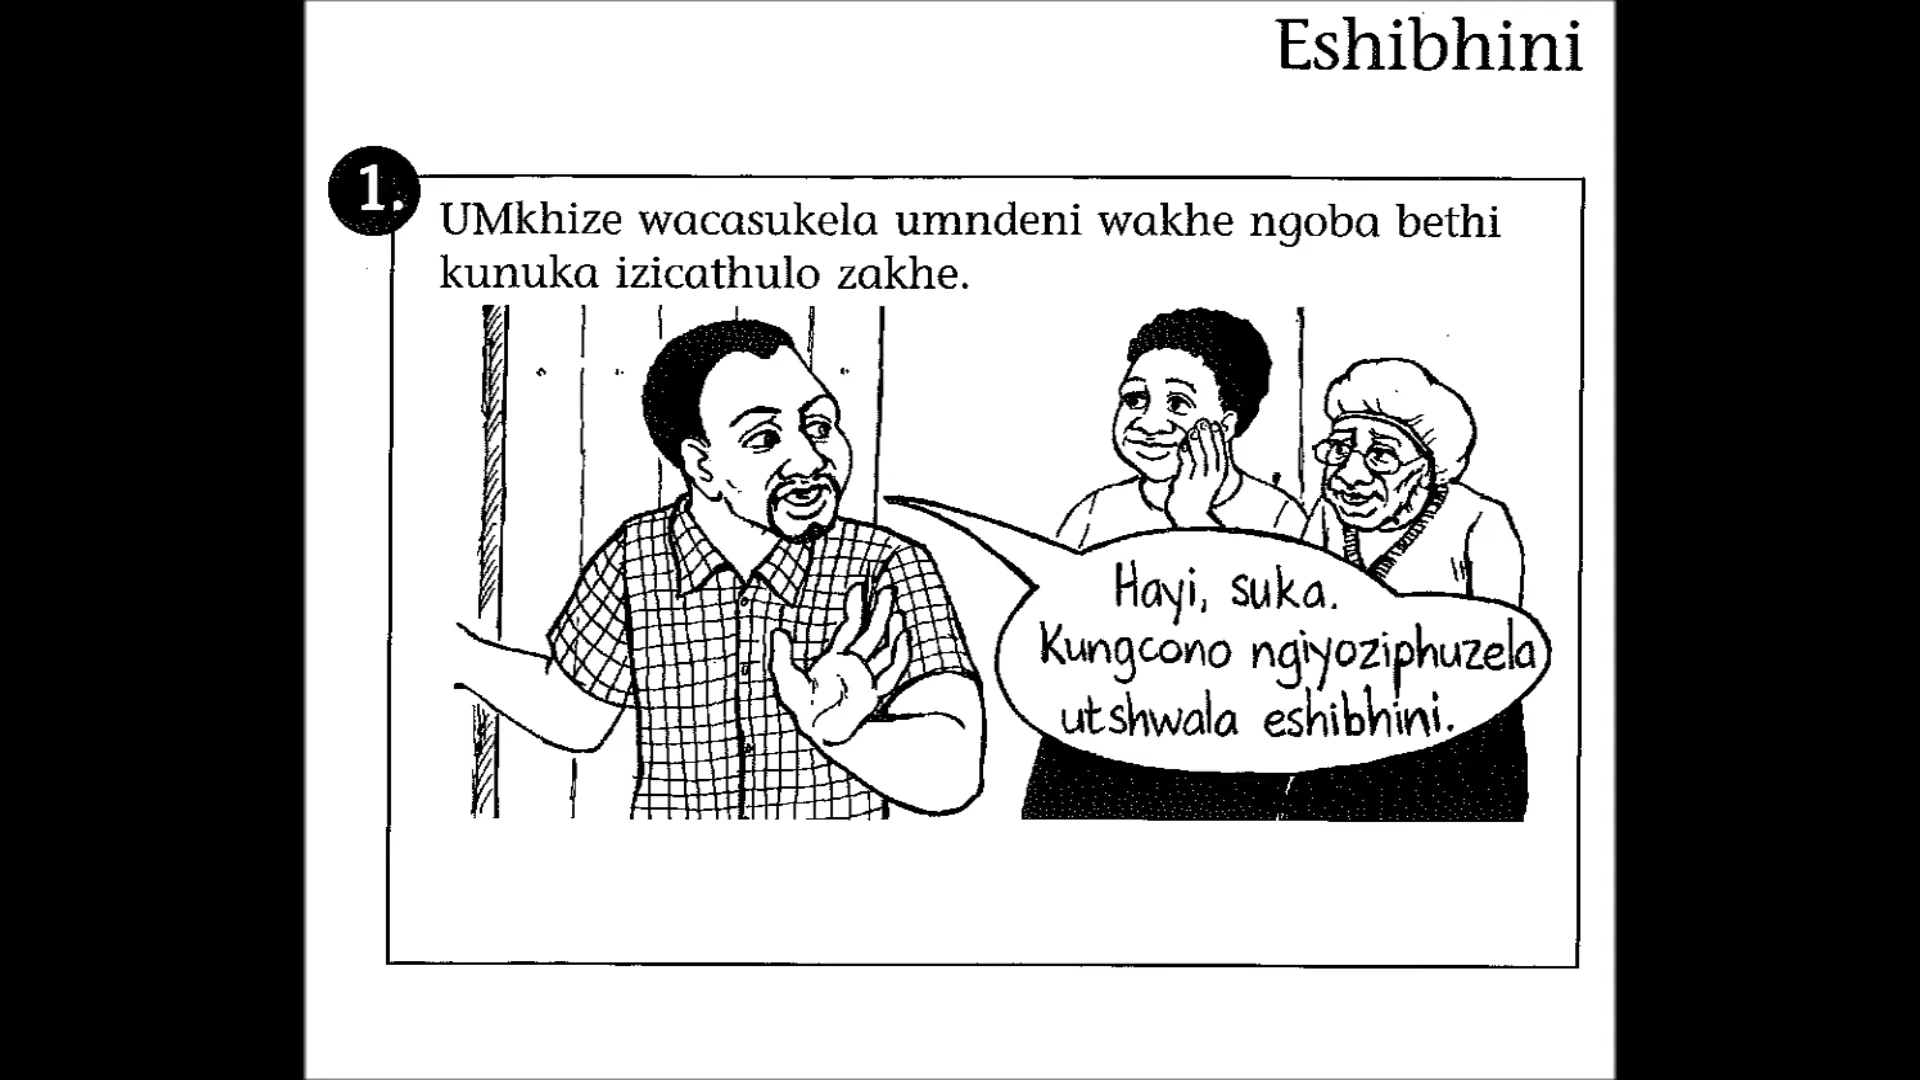 Eshibhini
1.
UMkhize wacasukela umndeni wakhe ngoba bethi
kunuka izicathulo zakhe.
Hayi, suka.
Kungcono ngiyoziphuzela
utshwala eshibhini.